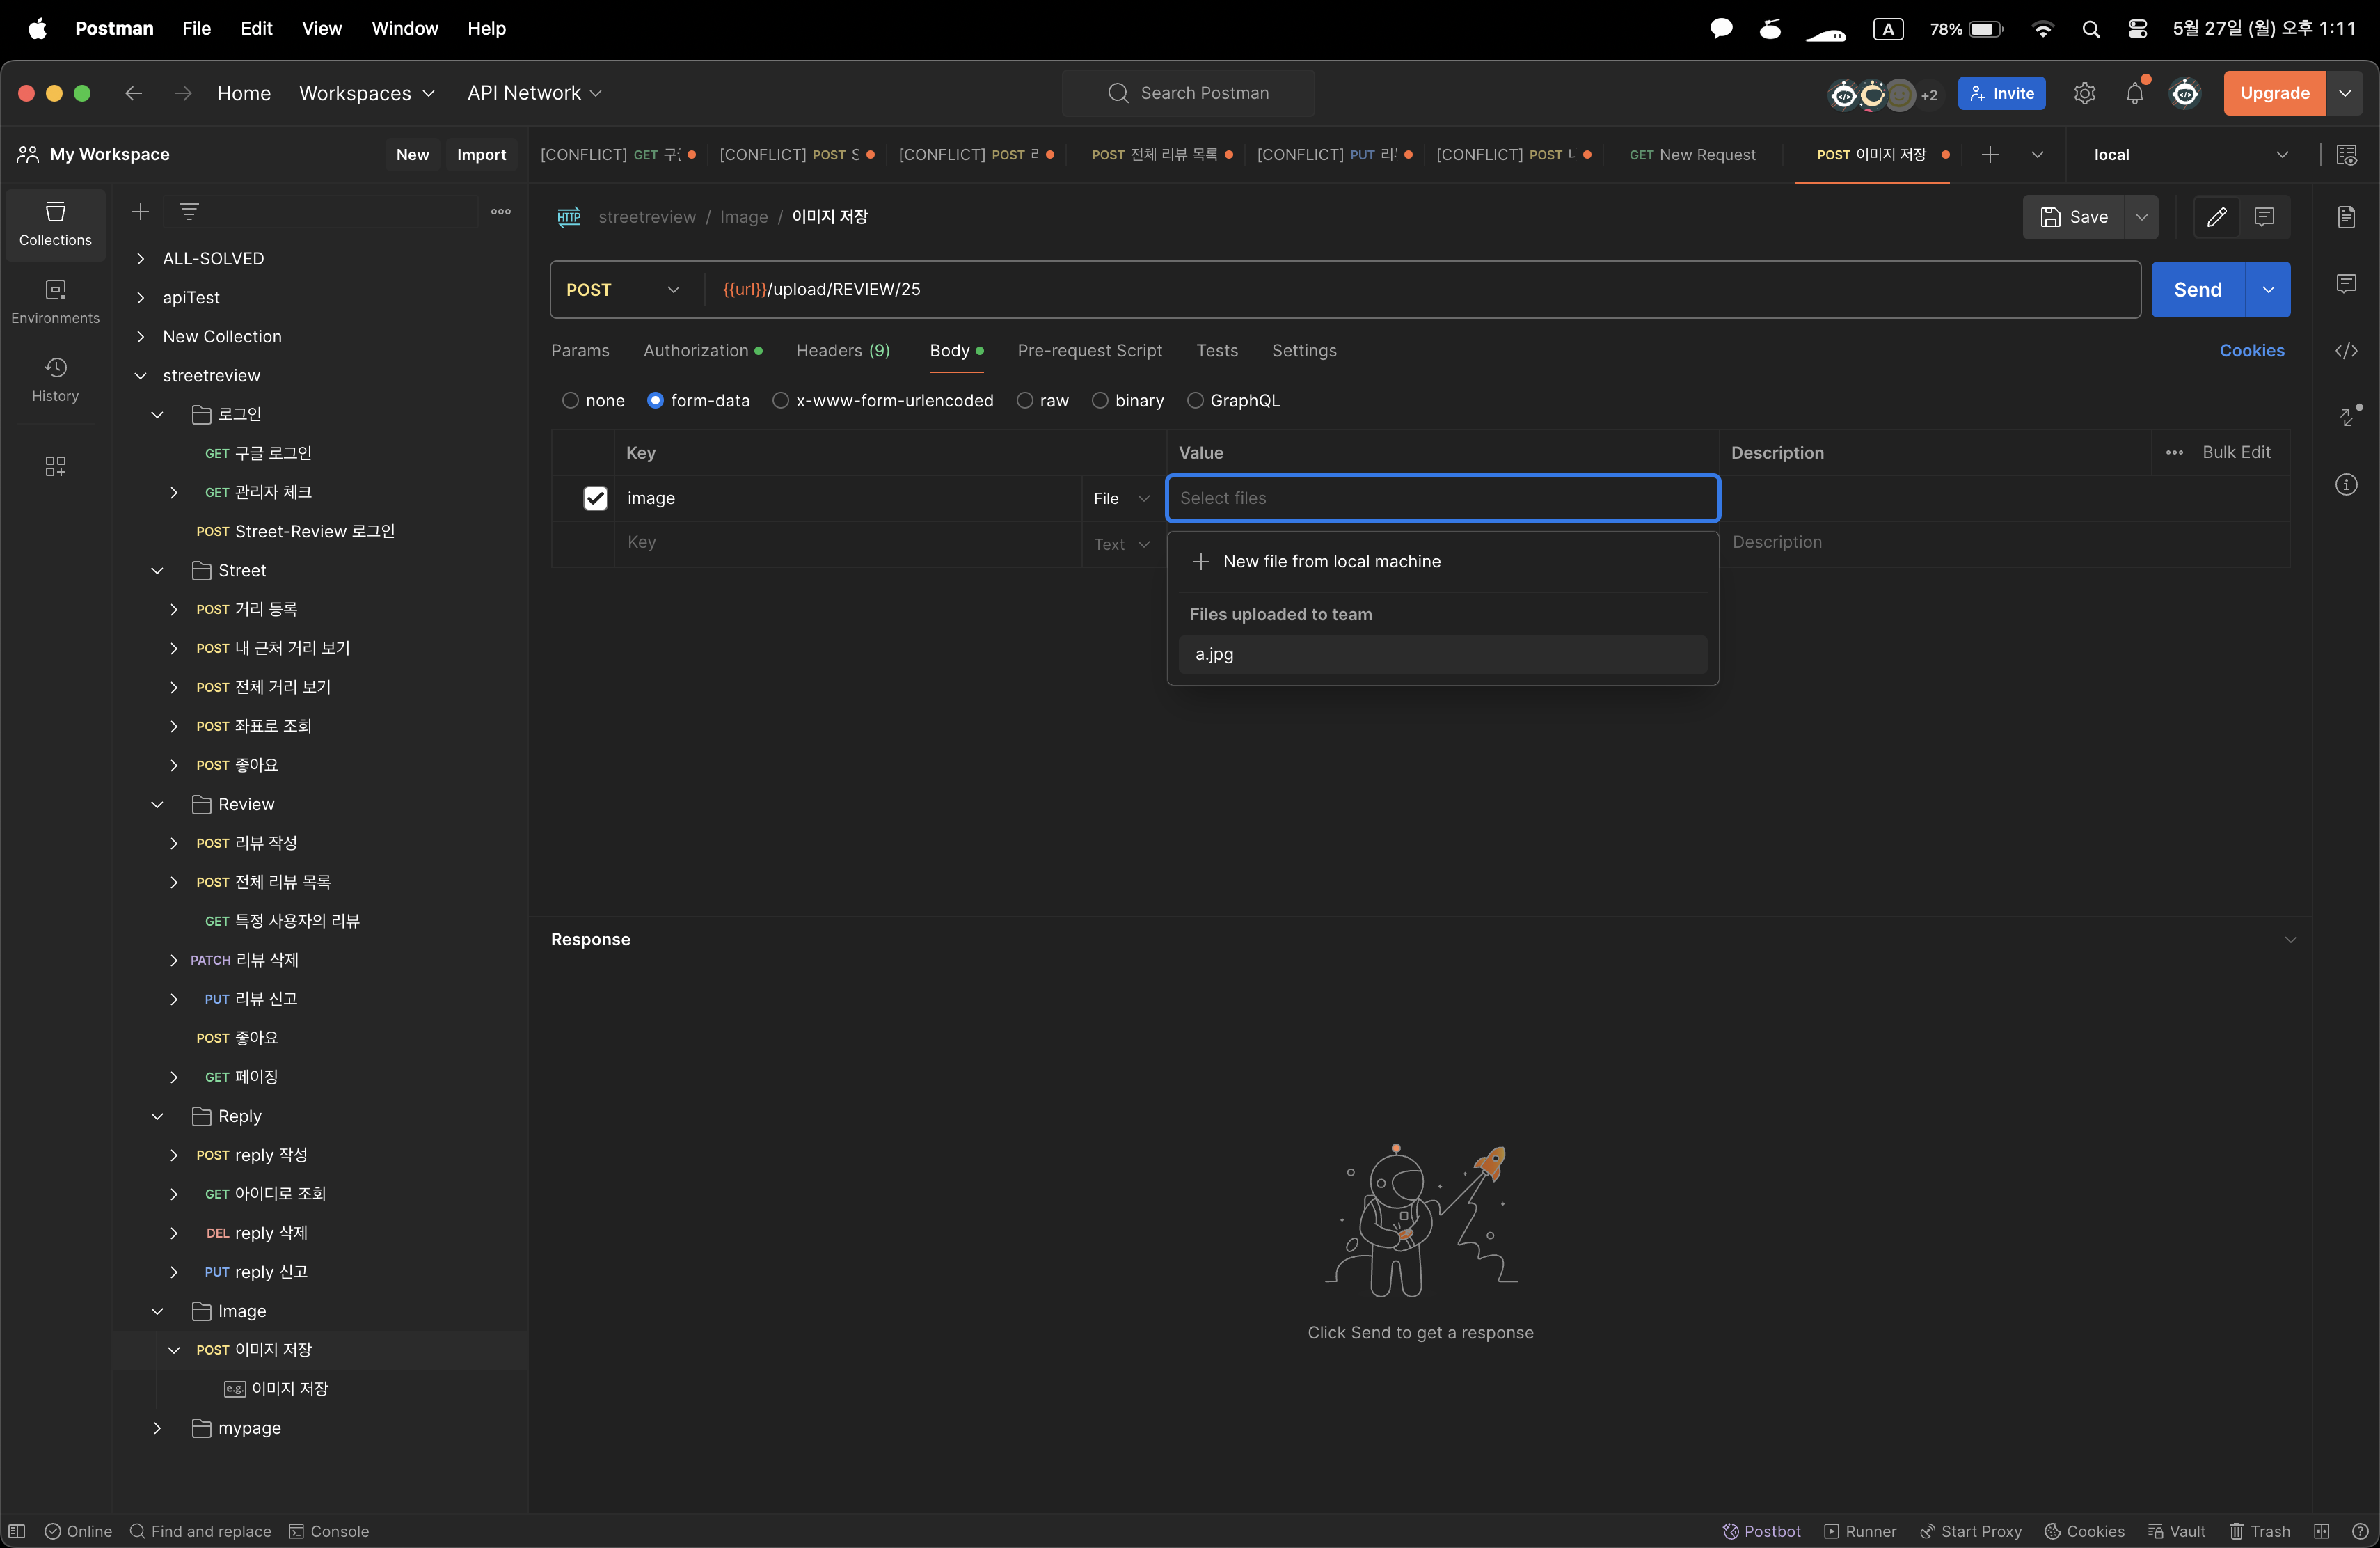 Postman File Edit View Window Help
A 78% 5월 27일 (월) 오후 1:11
Home Workspaces API Network
Search Postman
+2 Invite Upgrade
My Workspace New Import
[CONFLICT] GET [CONFLICT] POST S [CONFLICT] POST POST 전체 리뷰 목록 [CONFLICT] PUT [CONFLICT] POST GET New Request POST 이미지 저장 local
Collections
Environments
History
ALL-SOLVED
apiTest
New Collection
streetreview
로그인
GET 구글 로그인
GET 관리자 체크
POST Street-Review 로그인
Street
POST 거리 등록
POST 내 근처 거리 보기
POST 전체 거리 보기
POST 좌표로 조회
POST 좋아요
Review
POST 리뷰 작성
POST 전체 리뷰 목록
GET 특정 사용자의 리뷰
PATCH 리뷰 삭제
PUT 리뷰 신고
POST 좋아요
GET 페이징
Reply
POST reply 작성
GET 아이디로 조회
DEL reply 삭제
PUT reply 신고
Image
POST 이미지 저장
e.g. 이미지 저장
mypage
HTTP streetreview / Image / 이미지 저장
Save
POST {{url}}/upload/REVIEW/25
Send
Params Authorization Headers (9) Body Pre-request Script Tests Settings Cookies
none form-data x-www-form-urlencoded raw binary GraphQL
Key Value Description Bulk Edit
image File Select files
Key Text Description
New file from local machine
Files uploaded to team
a.jpg
Response
Click Send to get a response
Online Find and replace Console
Postbot Runner Start Proxy Cookies Vault Trash